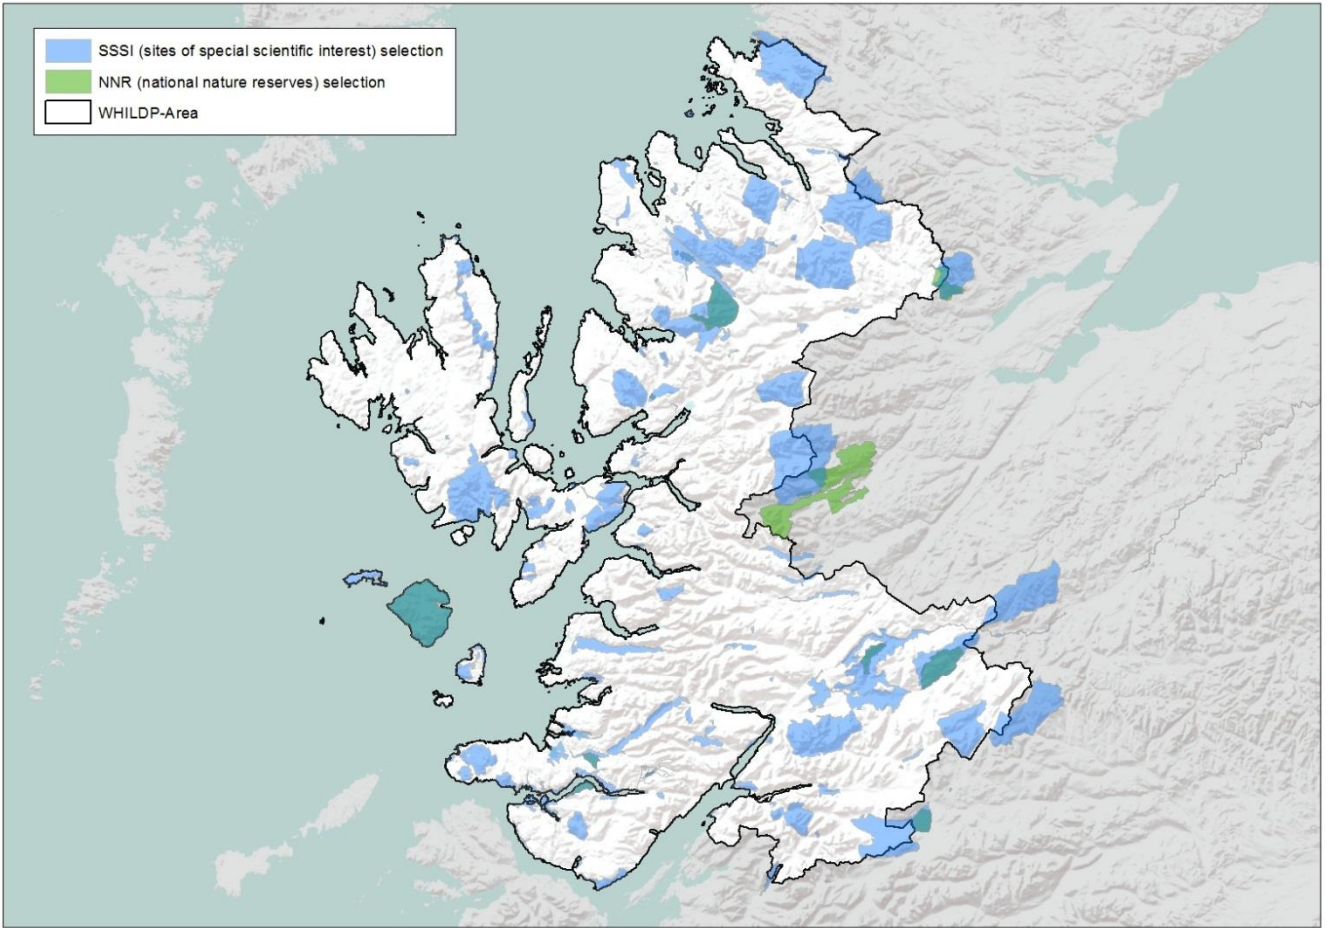 SSSI (sites of special scientific interest) selection
NNR (national nature reserves) selection
WHILDP-Area